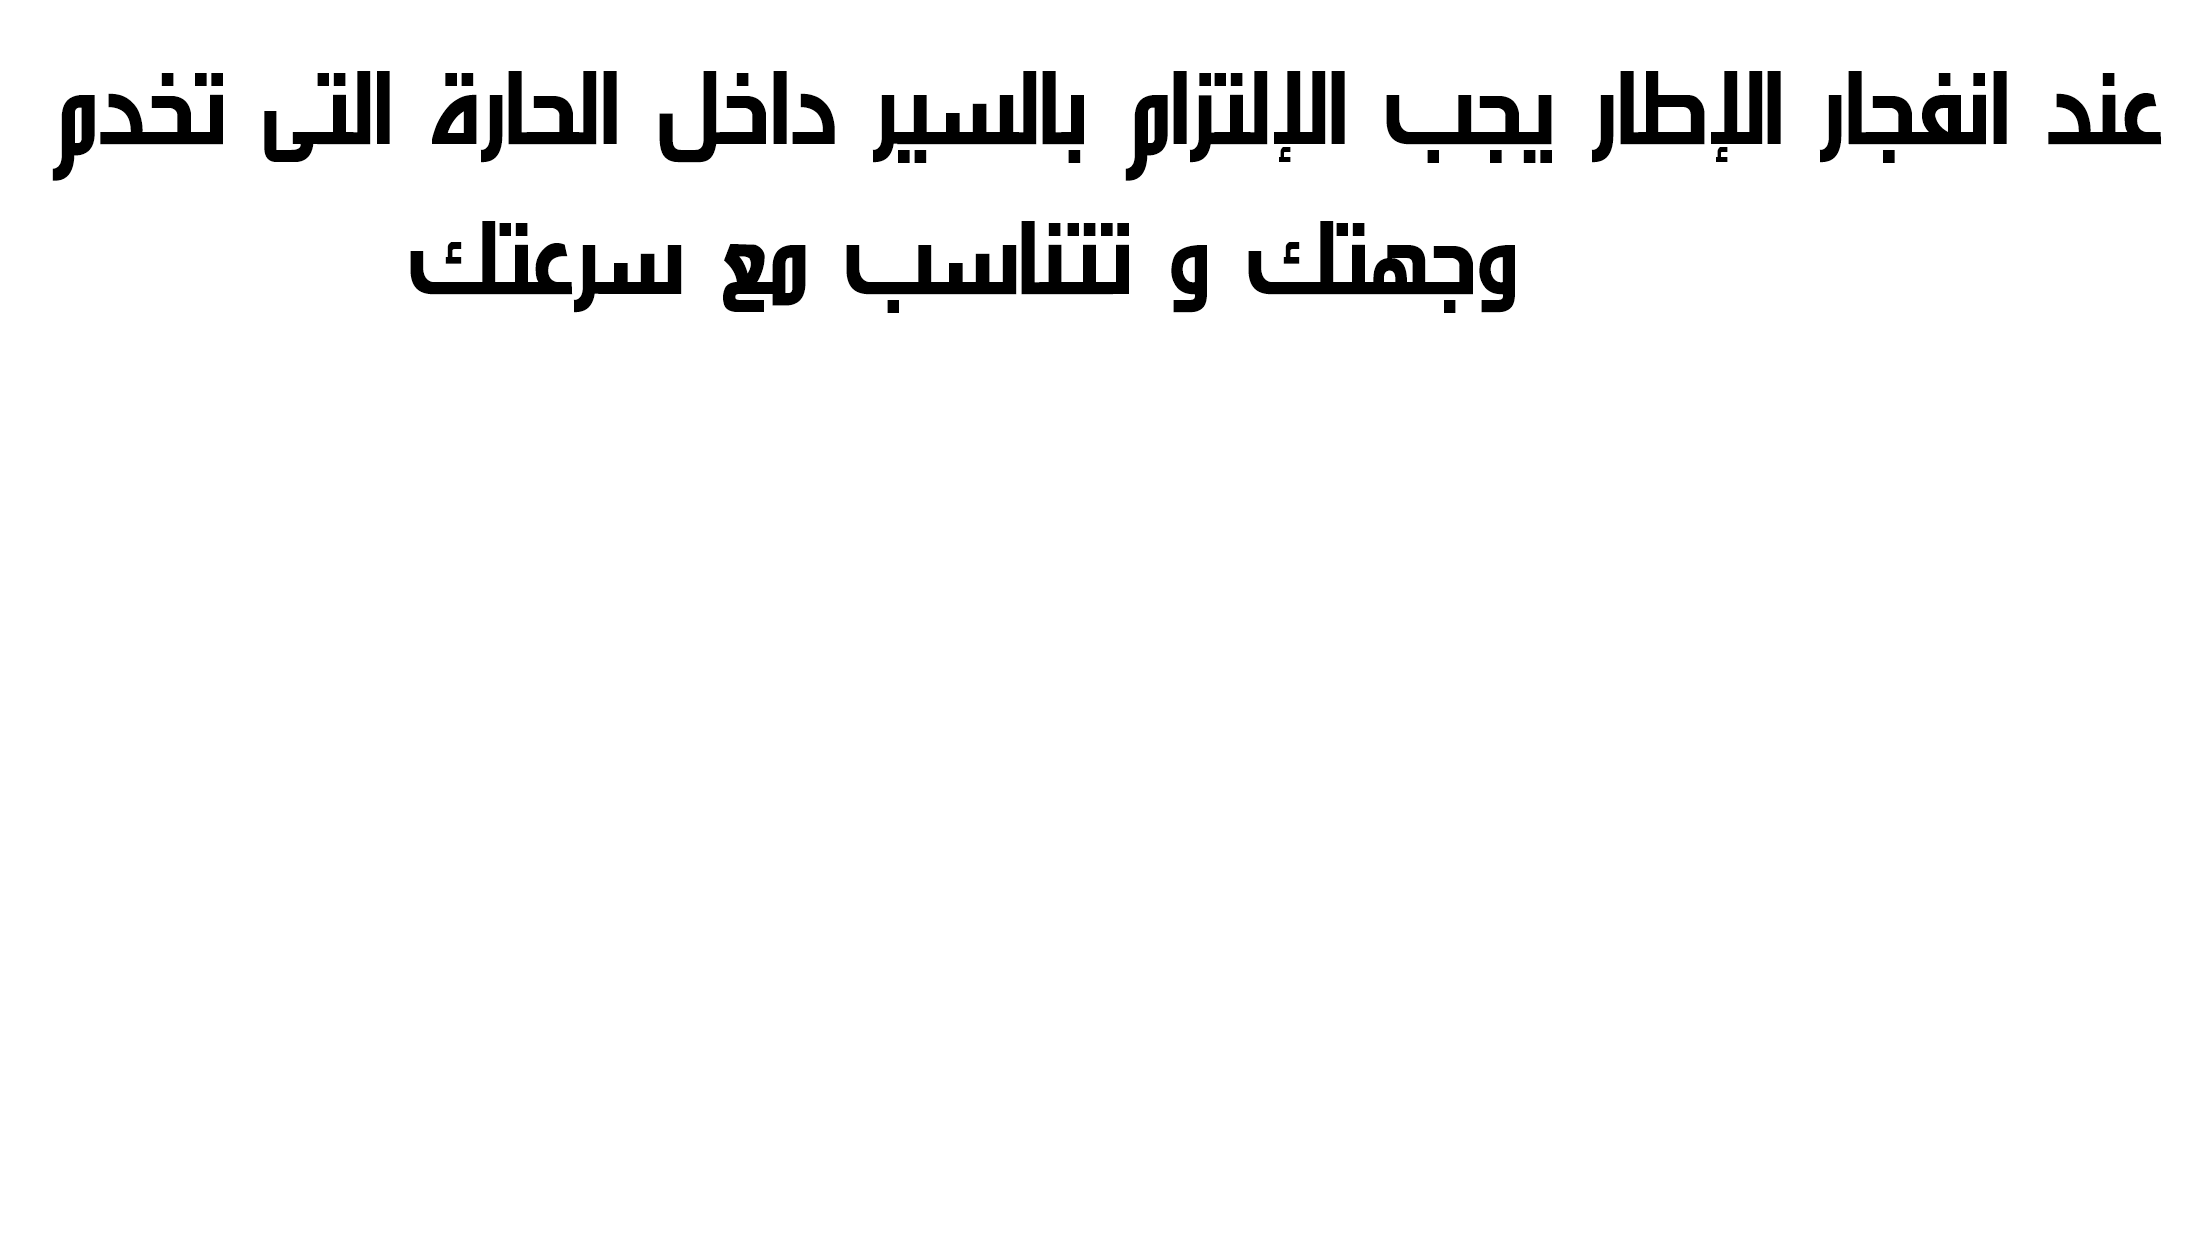 عند انفجار الإطار يجب الإلتزام بالسير داخل الحارة التى تخدم
وجهتك و تتناسب مع سرعتك